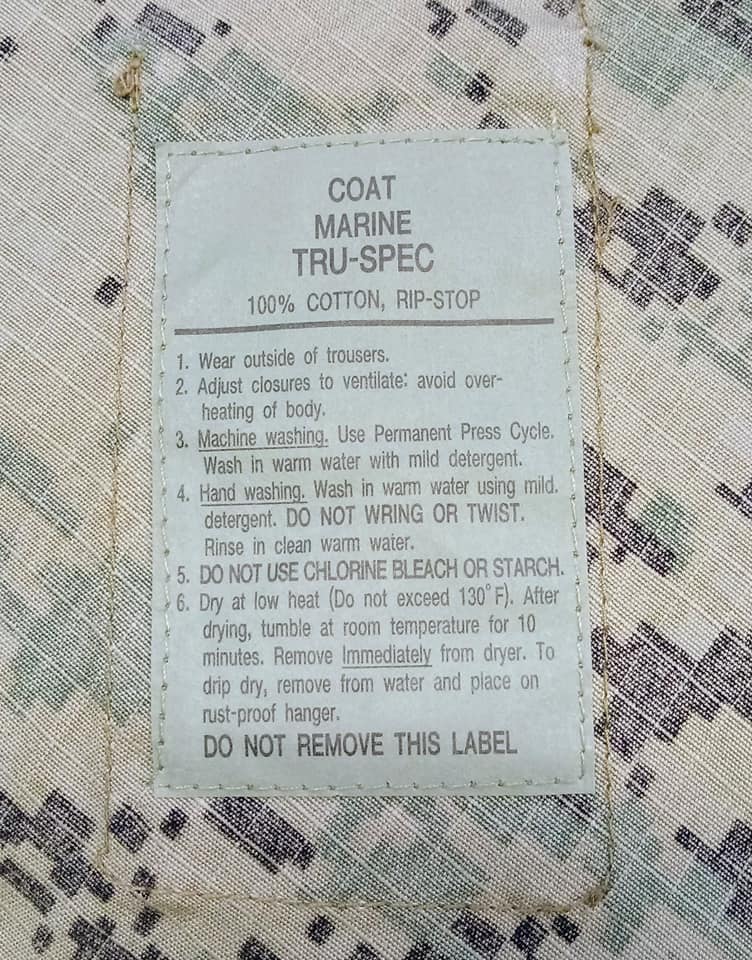 COAT
MARINE
TRU-SPEC
100% COTTON, RIP-STOP
1. Wear outside of trousers.
2. Adjust closures to ventilate: avoid over-
heating of body.
3. Machine washing. Use Permanent Press Cycle.
Wash in warm water with mild detergent.
4. Hand washing. Wash in warm water using mild.
detergent. DO NOT WRING OR TWIST.
Rinse in clean warm water.
5. DO NOT USE CHLORINE BLEACH OR STARCH.
6. Dry at low heat (Do not exceed 130° F). After
drying, tumble at room temperature for 10
minutes. Remove Immediately from dryer. To
drip dry, remove from water and place on
rust-proof hanger.
DO NOT REMOVE THIS LABEL